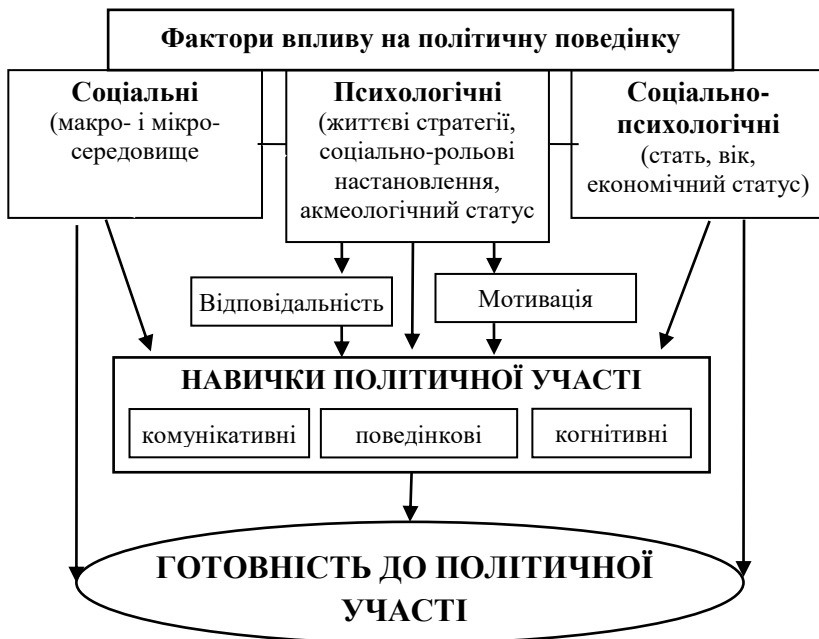 Фактори впливу на політичну поведінку
Соціальні
(макро- і мікро-
середовище
Психологічні
(життєві стратегії,
соціально-рольові
настановлення,
акмеологічний статус
Соціально-
психологічні
(стать, вік,
економічний статус)
Відповідальність
Мотивація
НАВИЧКИ ПОЛІТИЧНОЇ УЧАСТІ
комунікативні
поведінкові
когнітивні
ГОТОВНІСТЬ ДО ПОЛІТИЧНОЇ
УЧАСТІ